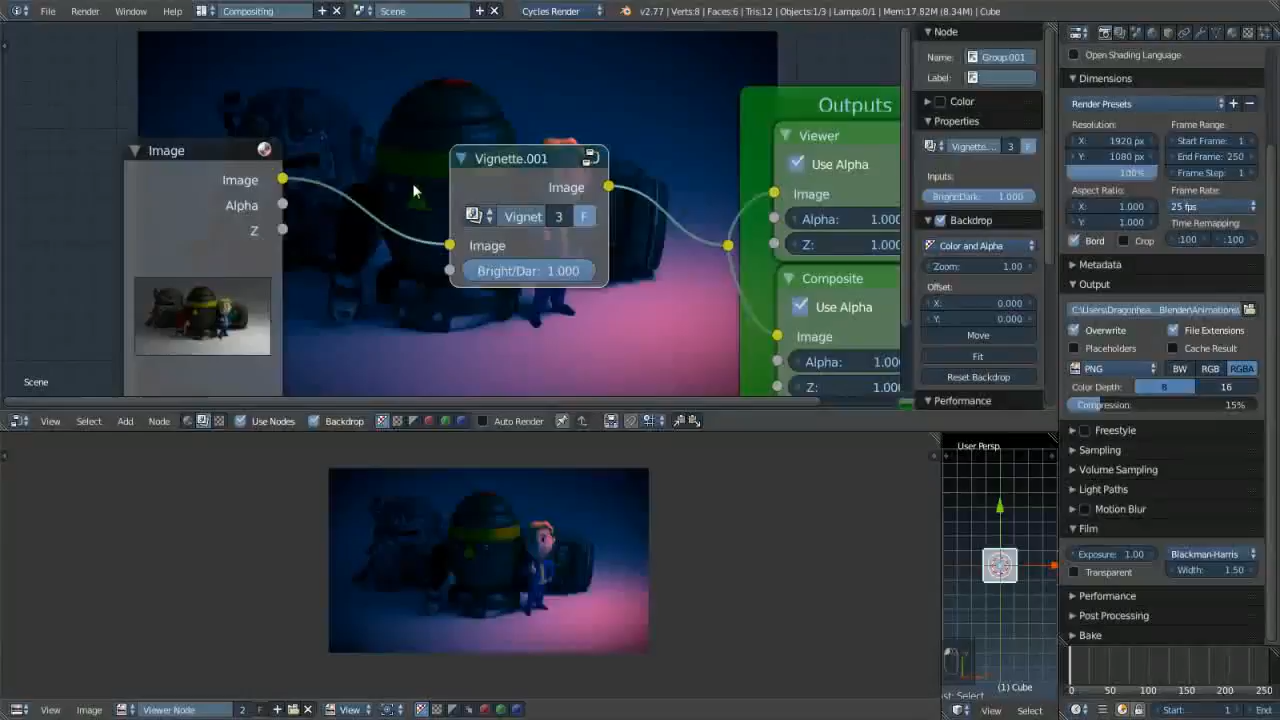 File Render Window Help Compositing Scene Cycles Render v2.77 | Verts:8 | Faces:6 | Tris:12 | Objects:1/3 | Lamps:0/1 | Mem:17.82M (8.34M) | Cube
Image
Image
Alpha
Z
Vignette.001
Image
Vignet 3 F
Image
Bright/Dar: 1.000
Outputs
Viewer
Use Alpha
Image
Alpha: 1.000
Z: 1.000
Composite
Use Alpha
Image
Alpha: 1.000
Z: 1.000
Scene
Node
Name: Group.001
Label:
Color
Properties
Vignette... 3 F
Inputs:
Bright/Dark: 1.000
Backdrop
Color and Alpha
Zoom: 1.00
Offset:
X: 0.000
Y: 0.000
Move
Fit
Reset Backdrop
Performance
Open Shading Language
Dimensions
Render Presets
Resolution: Frame Range:
X: 1920 px Start Frame: 1
Y: 1080 px End Frame: 250
100% Frame Step: 1
Aspect Ratio: Frame Rate:
X: 1.000 25 fps
Y: 1.000 Time Remapping:
Bord Crop :100 :100
Metadata
Output
C:\Users\Dragonhea... Blender\Animations\
Overwrite File Extensions
Placeholders Cache Result
PNG BW RGB RGBA
Color Depth: 8 16
Compression: 15%
Freestyle
Sampling
Volume Sampling
Light Paths
Motion Blur
Film
Exposure: 1.00 Blackman-Harris
Transparent Width: 1.50
Performance
Post Processing
Bake
View Select Add Node Use Nodes Backdrop Auto Render
User Persp
(1) Cube
st: Select
0 50 100 150 200 250
View Image Viewer Node 2 F View
View Select
Start: 1 End